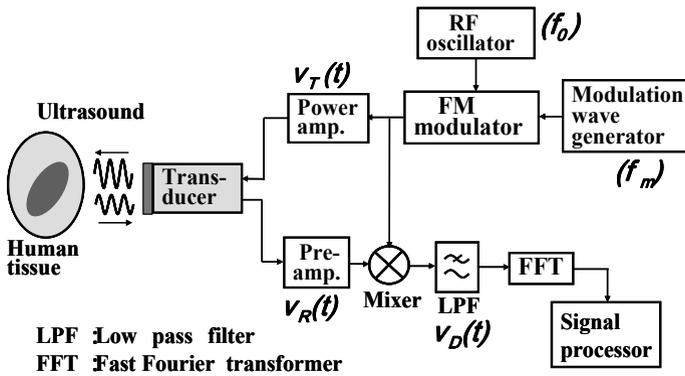 RF
oscillator
(f0)
vT(t)
Ultrasound
Power
amp.
FM
modulator
Modulation
wave
generator
(fm)
Trans-
ducer
Human
tissue
Pre-
amp.
vR(t)
Mixer
LPF
vD(t)
FFT
Signal
processor
LPF :Low pass filter
FFT :Fast Fourier transformer